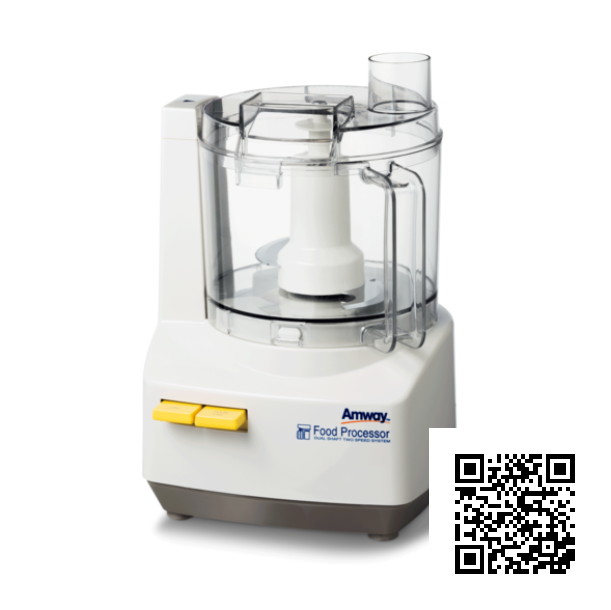 Amway
Food Processor
DUAL SHAFT TWO SPEED SYSTEM